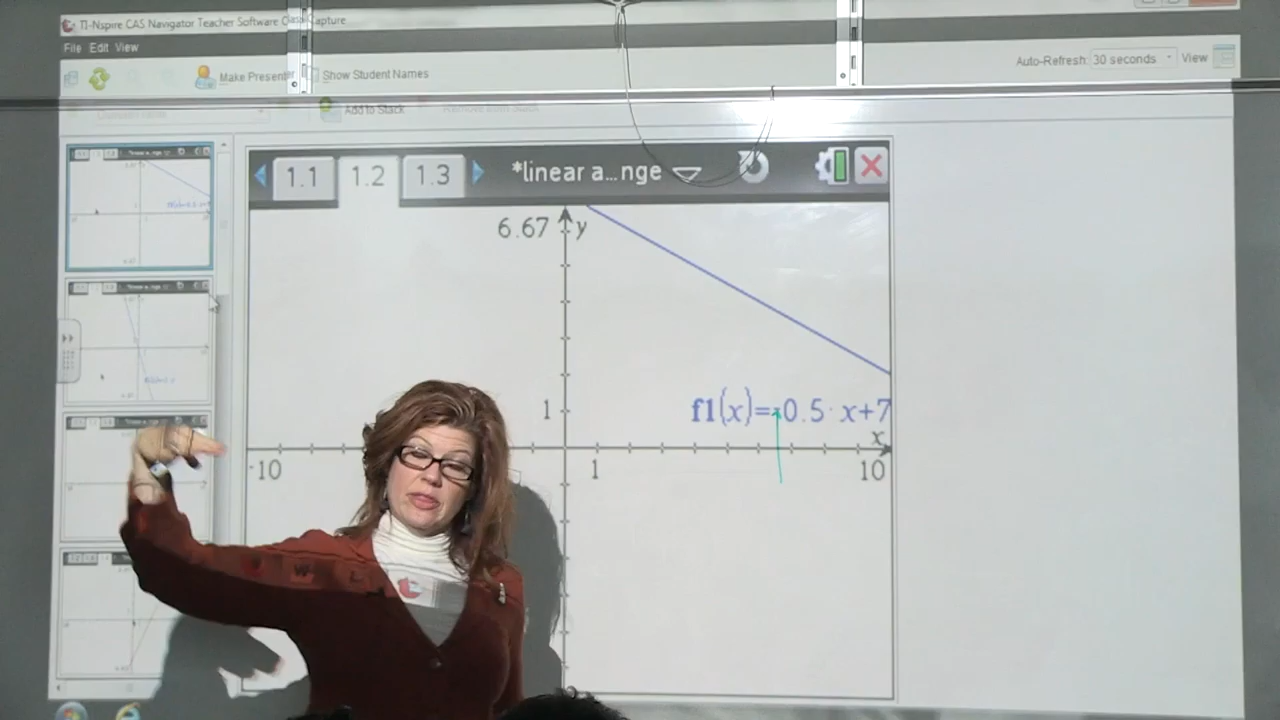 TI-Nspire CAS Navigator Teacher Software Class Capture
File Edit View
Make Presenter
Show Student Names
Auto-Refresh: 30 seconds
View
Add to Stack
1.1
1.2
1.3
*linear a...nge
6.67
y
1
f1(x)=-0.5·x+7
x
-10
1
10